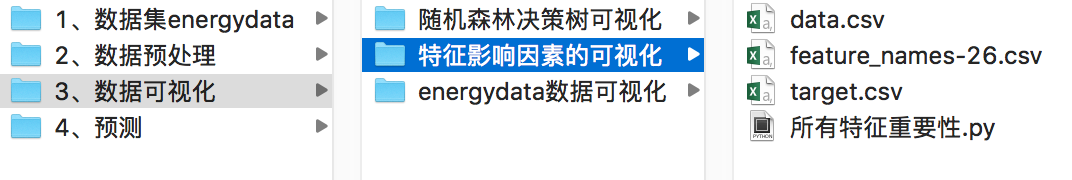 1、数据集energydata
2、数据预处理
3、数据可视化
4、预测
随机森林决策树可视化
特征影响因素的可视化
energydata数据可视化
data.csv
feature_names-26.csv
target.csv
所有特征重要性.py